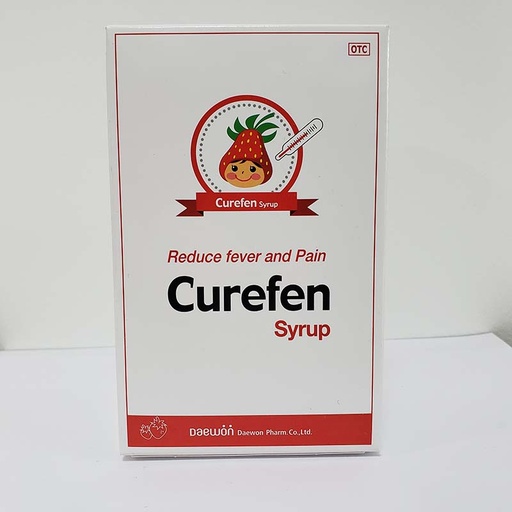 OTC
Curefen Syrup
Reduce fever and Pain
Curefen
Syrup
Daewon Daewon Pharm.Co.,Ltd.